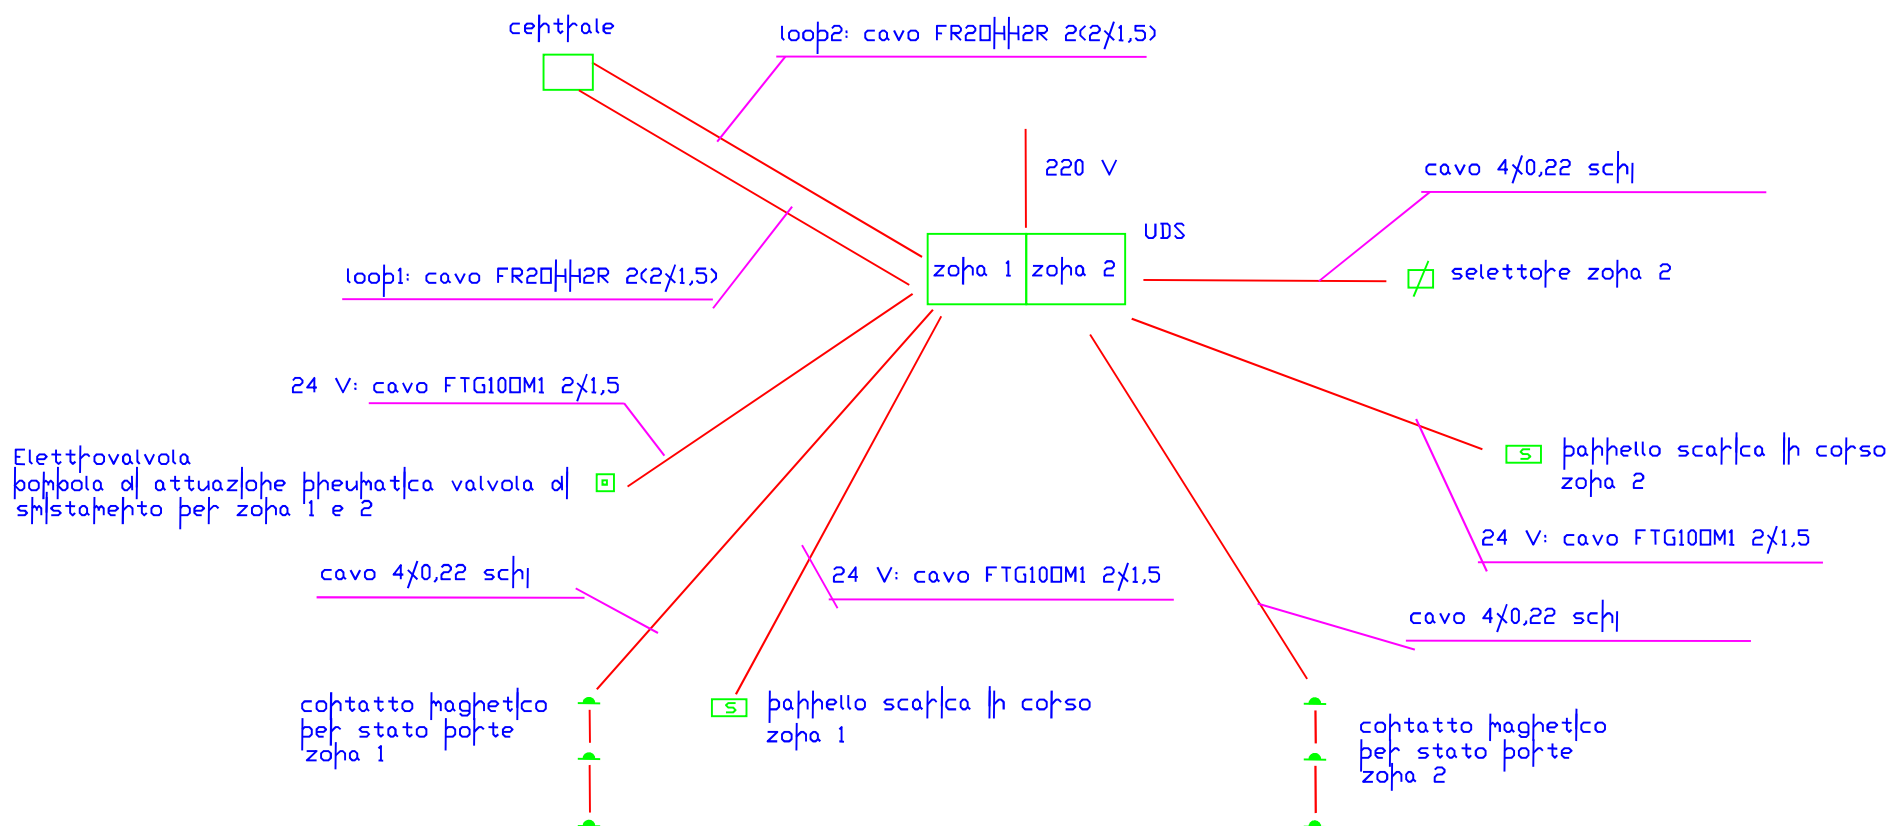 centrale
loop2: cavo FR2OHH2R 2(2x1,5)
220 V
cavo 4x0,22 schj
UDS
zona 1
zona 2
loop1: cavo FR2OHH2R 2(2x1,5)
selettore zona 2
24 V: cavo FTG10OM1 2x1,5
Elettrovalvola
bombola di attuazione pneumatica valvola di
smistamento per zona 1 e 2
pannello scarica in corso
zona 2
24 V: cavo FTG10OM1 2x1,5
cavo 4x0,22 schj
24 V: cavo FTG10OM1 2x1,5
cavo 4x0,22 schj
contatto magnetico
per stato porte
zona 1
S
pannello scarica in corso
zona 1
S
contatto magnetico
per stato porte
zona 2